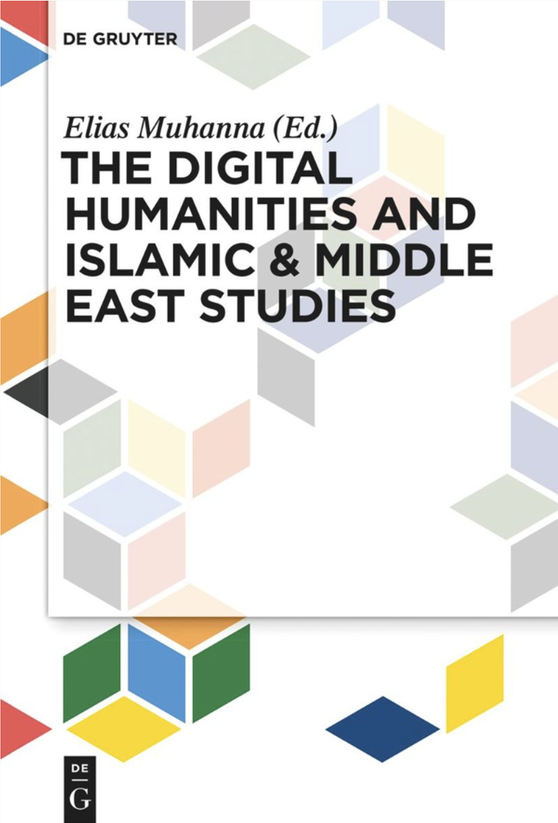 DE GRUYTER
Elias Muhanna (Ed.)
THE DIGITAL
HUMANITIES AND
ISLAMIC & MIDDLE
EAST STUDIES
DE
G